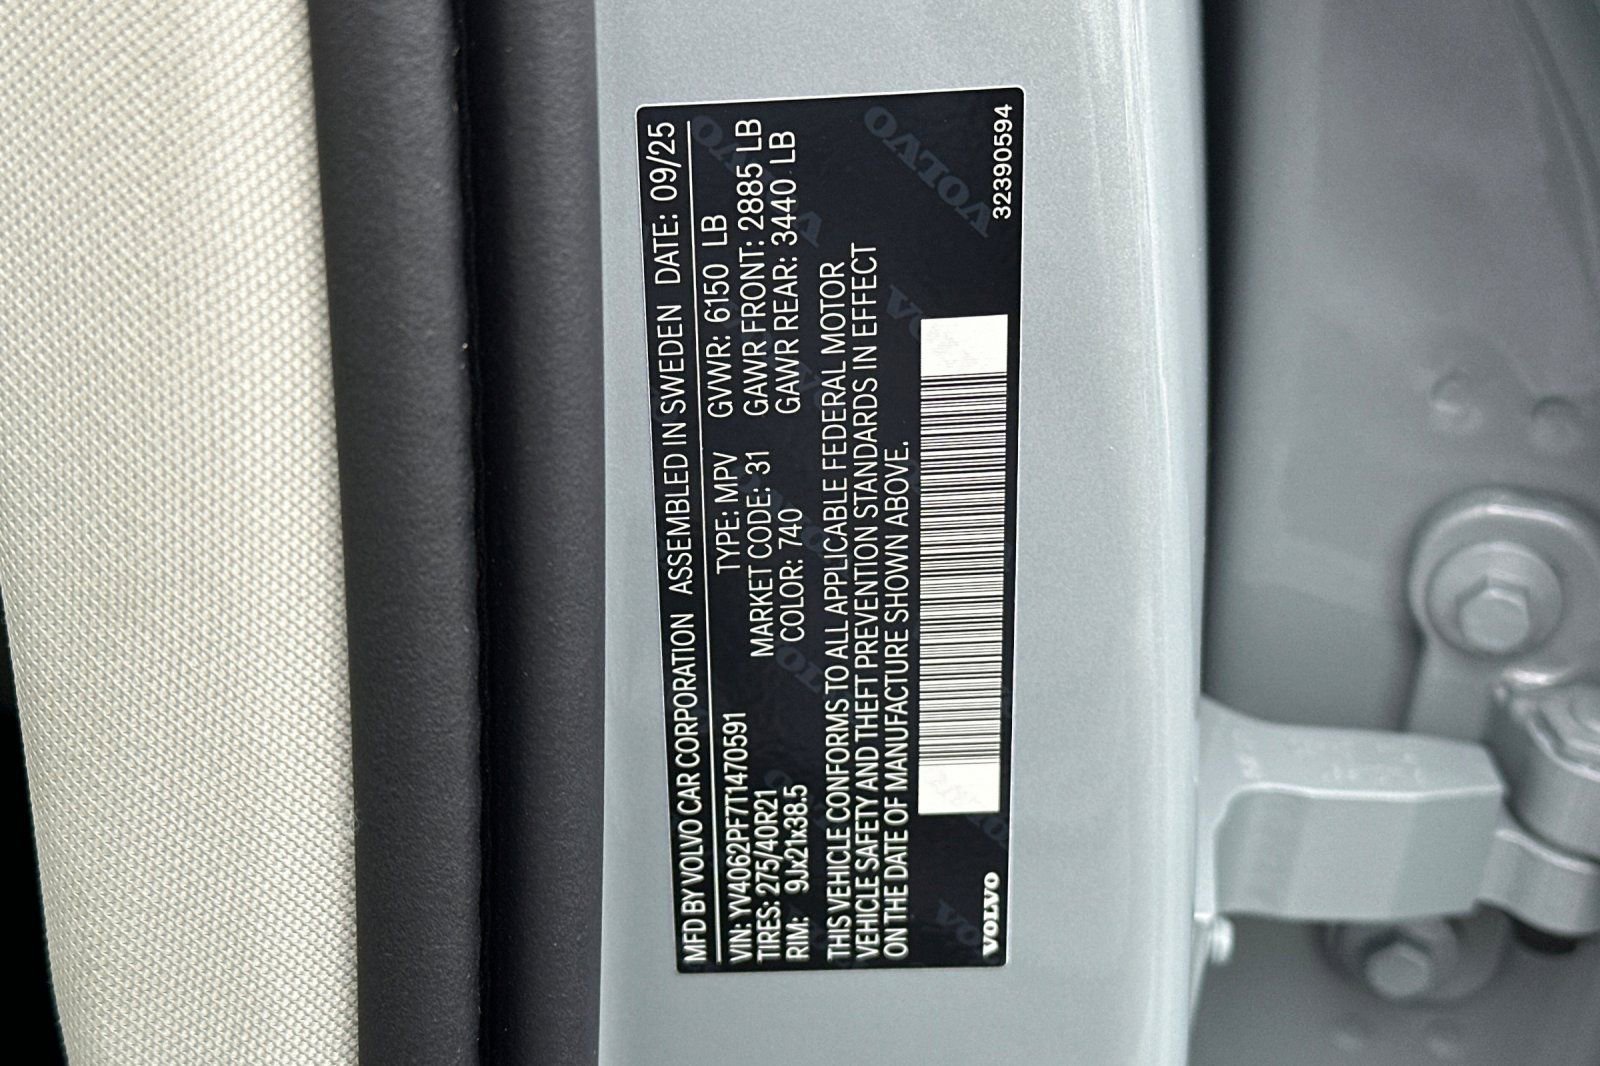 MFD BY VOLVO CAR CORPORATION ASSEMBLED IN SWEDEN DATE: 09/25
VIN: YV4062PF7T1470591 TYPE: MPV GVWR: 6150 LB
TIRES: 275/40R21 MARKET CODE: 31 GAWR FRONT: 2885 LB
RIM: 9Jx21x38.5 COLOR: 740 GAWR REAR: 3440 LB
THIS VEHICLE CONFORMS TO ALL APPLICABLE FEDERAL MOTOR
VEHICLE SAFETY AND THEFT PREVENTION STANDARDS IN EFFECT
ON THE DATE OF MANUFACTURE SHOWN ABOVE.
VOLVO 32390594